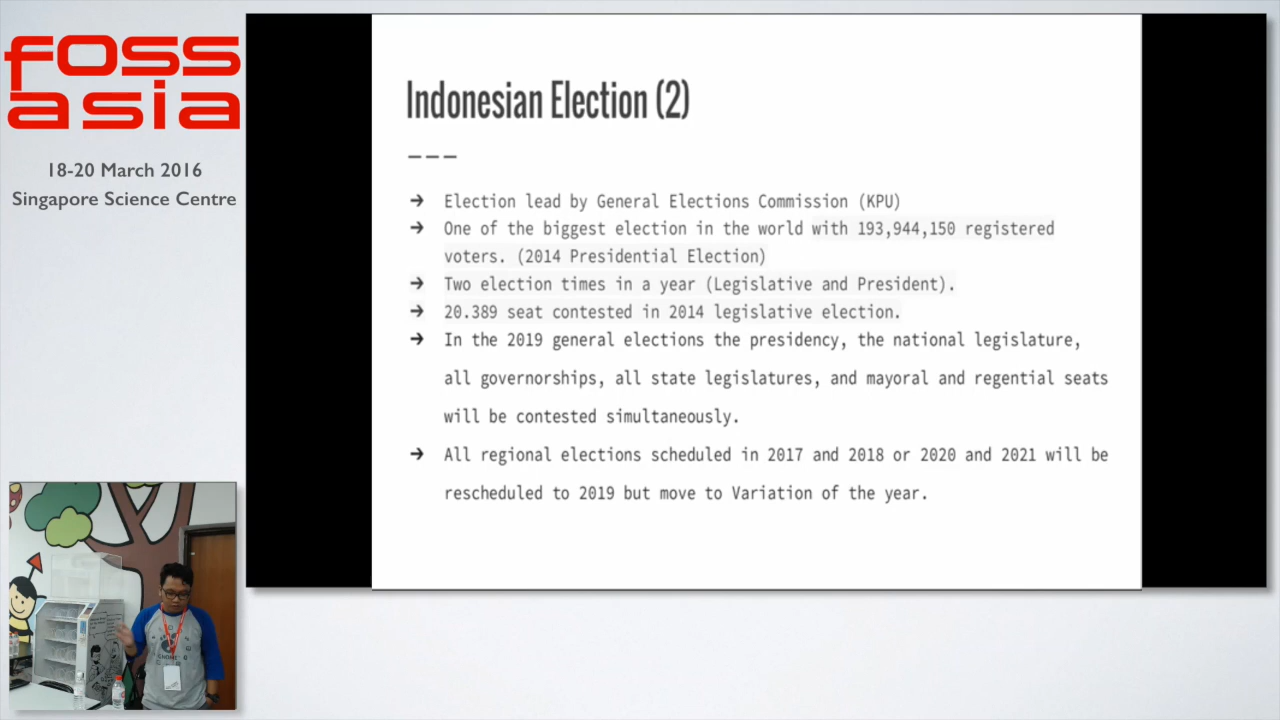 foss
asia
18-20 March 2016
Singapore Science Centre
Indonesian Election (2)
---
→ Election lead by General Elections Commission (KPU)
→ One of the biggest election in the world with 193,944,150 registered
voters. (2014 Presidential Election)
→ Two election times in a year (Legislative and President).
→ 20.389 seat contested in 2014 legislative election.
→ In the 2019 general elections the presidency, the national legislature,
all governorships, all state legislatures, and mayoral and regential seats
will be contested simultaneously.
→ All regional elections scheduled in 2017 and 2018 or 2020 and 2021 will be
rescheduled to 2019 but move to Variation of the year.